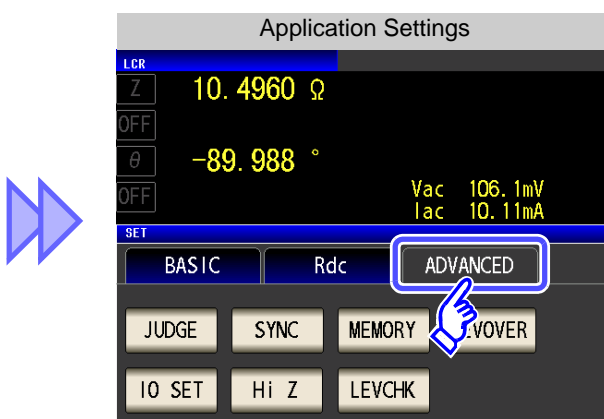 Application Settings
LCR
Z 10.4960 Ω
OFF
θ -89.988 °
OFF
Vac 106.1mV
Iac 10.11mA
SET
BASIC Rdc ADVANCED
JUDGE SYNC MEMORY VOVER
IO SET Hi Z LEVCHK